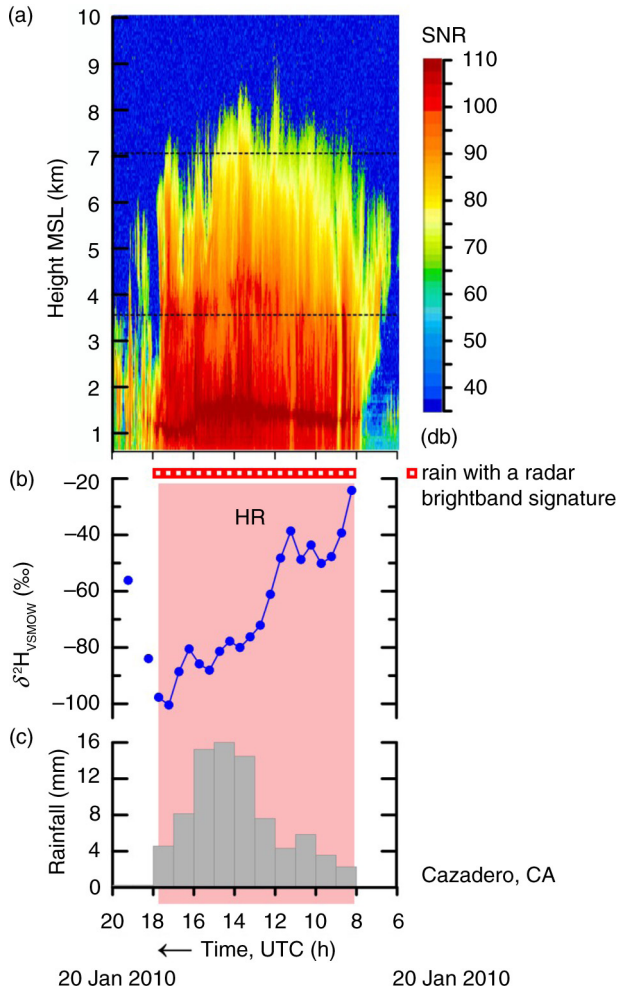 (a)
SNR
10
9
8
7
6
5
4
3
2
1
Height MSL (km)
110
100
90
80
70
60
50
40
(db)
(b)
rain with a radar
brightband signature
−20
−40
−60
−80
−100
δ²H_VSMOW (‰)
HR
(c)
16
12
8
4
0
Rainfall (mm)
Cazadero, CA
20 18 16 14 12 10 8 6
← Time, UTC (h)
20 Jan 2010 20 Jan 2010